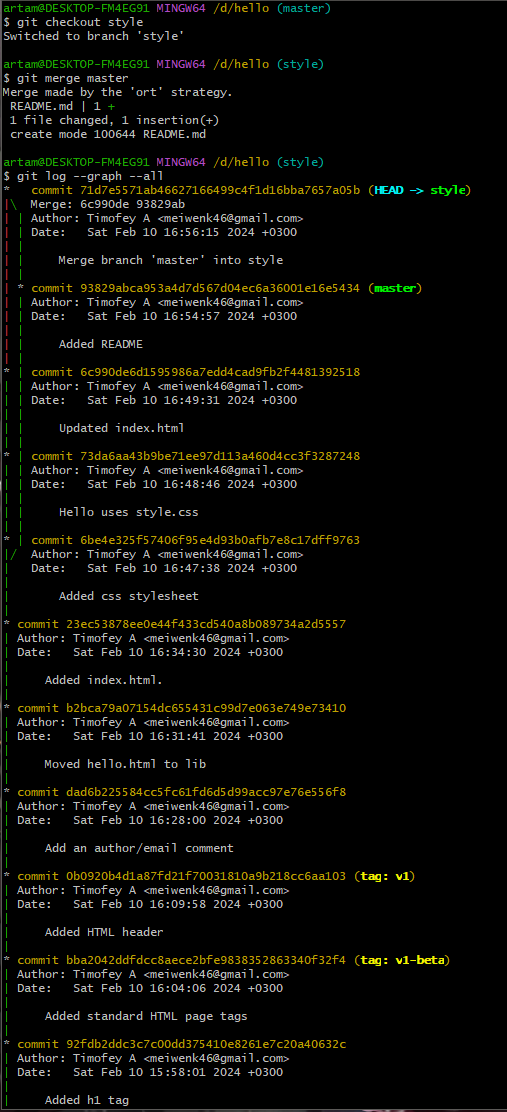 artam@DESKTOP-FM4EG91 MINGW64 /d/hello (master)
$ git checkout style
Switched to branch 'style'
artam@DESKTOP-FM4EG91 MINGW64 /d/hello (style)
$ git merge master
Merge made by the 'ort' strategy.
README.md | 1 +
1 file changed, 1 insertion(+)
create mode 100644 README.md
artam@DESKTOP-FM4EG91 MINGW64 /d/hello (style)
$ git log --graph --all
*   commit 71d7e5571ab46627166499c4f1d16bba7657a05b (HEAD -> style)
|\  Merge: 6c990de 93829ab
| | Author: Timofey A <meiwenk46@gmail.com>
| | Date:   Sat Feb 10 16:56:15 2024 +0300
| |
| |     Merge branch 'master' into style
| |
| * commit 93829abca953a4d7d567d04ec6a36001e16e5434 (master)
| | Author: Timofey A <meiwenk46@gmail.com>
| | Date:   Sat Feb 10 16:54:57 2024 +0300
| |
| |     Added README
| |
* | commit 6c990de6d1595986a7edd4cad9fb2f4481392518
| | Author: Timofey A <meiwenk46@gmail.com>
| | Date:   Sat Feb 10 16:49:31 2024 +0300
| |
| |     Updated index.html
| |
* | commit 73da6aa43b9be71ee97d113a460d4cc3f3287248
| | Author: Timofey A <meiwenk46@gmail.com>
| | Date:   Sat Feb 10 16:48:46 2024 +0300
| |
| |     Hello uses style.css
| |
* | commit 6be4e325f57406f95e4d93b0afb7e8c17dff9763
|/  Author: Timofey A <meiwenk46@gmail.com>
|   Date:   Sat Feb 10 16:47:38 2024 +0300
|
|       Added css stylesheet
|
* commit 23ec53878ee0e44f433cd540a8b089734a2d5557
| Author: Timofey A <meiwenk46@gmail.com>
| Date:   Sat Feb 10 16:34:30 2024 +0300
|
|     Added index.html.
|
* commit b2bca79a07154dc655431c99d7e063e749e73410
| Author: Timofey A <meiwenk46@gmail.com>
| Date:   Sat Feb 10 16:31:41 2024 +0300
|
|     Moved hello.html to lib
|
* commit dad6b225584cc5fc61fd6d5d99acc97e76e556f8
| Author: Timofey A <meiwenk46@gmail.com>
| Date:   Sat Feb 10 16:28:00 2024 +0300
|
|     Add an author/email comment
|
* commit 0b0920b4d1a87fd21f70031810a9b218cc6aa103 (tag: v1)
| Author: Timofey A <meiwenk46@gmail.com>
| Date:   Sat Feb 10 16:09:58 2024 +0300
|
|     Added HTML header
|
* commit bba2042ddfdcc8aece2bfe9838352863340f32f4 (tag: v1-beta)
| Author: Timofey A <meiwenk46@gmail.com>
| Date:   Sat Feb 10 16:04:06 2024 +0300
|
|     Added standard HTML page tags
|
* commit 92fdb2ddc3c7c00dd375410e8261e7c20a40632c
| Author: Timofey A <meiwenk46@gmail.com>
| Date:   Sat Feb 10 15:58:01 2024 +0300
|
|     Added h1 tag